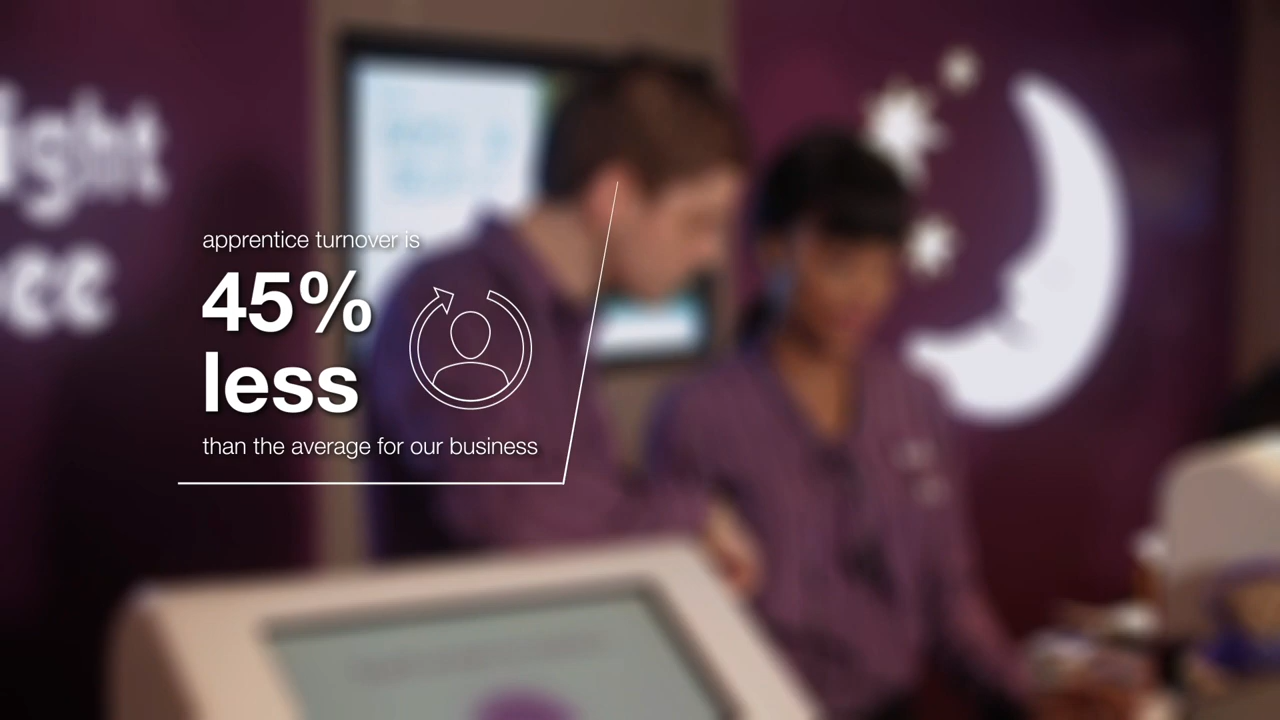 apprentice turnover is
45%
less
than the average for our business